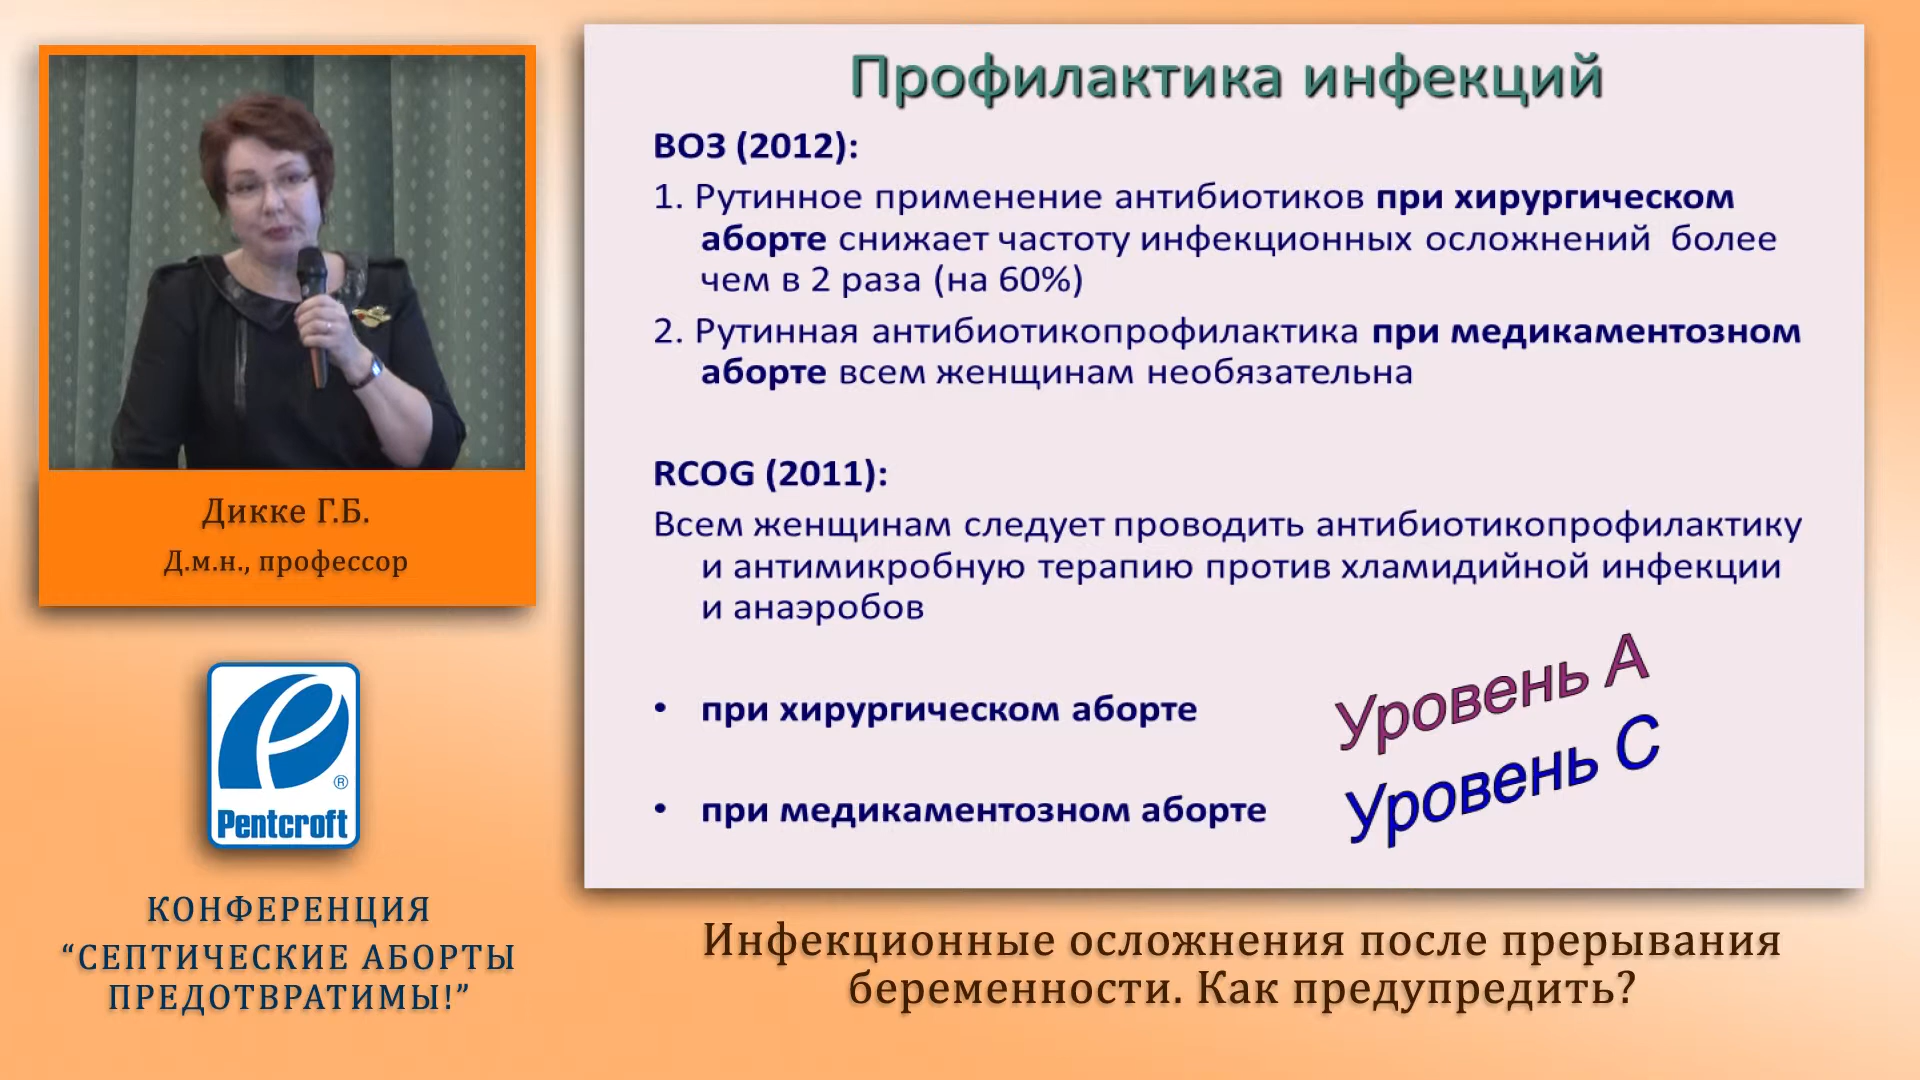 Профилактика инфекций
ВОЗ (2012):
1. Рутинное применение антибиотиков при хирургическом
аборте снижает частоту инфекционных осложнений более
чем в 2 раза (на 60%)
2. Рутинная антибиотикопрофилактика при медикаментозном
аборте всем женщинам необязательна
RCOG (2011):
Всем женщинам следует проводить антибиотикопрофилактику
и антимикробную терапию против хламидийной инфекции
и анаэробов
• при хирургическом аборте
Уровень А
• при медикаментозном аборте
Уровень С
Дикке Г.Б.
Д.м.н., профессор
®
Pentcroft
КОНФЕРЕНЦИЯ
“СЕПТИЧЕСКИЕ АБОРТЫ
ПРЕДОТВРАТИМЫ!”
Инфекционные осложнения после прерывания
беременности. Как предупредить?